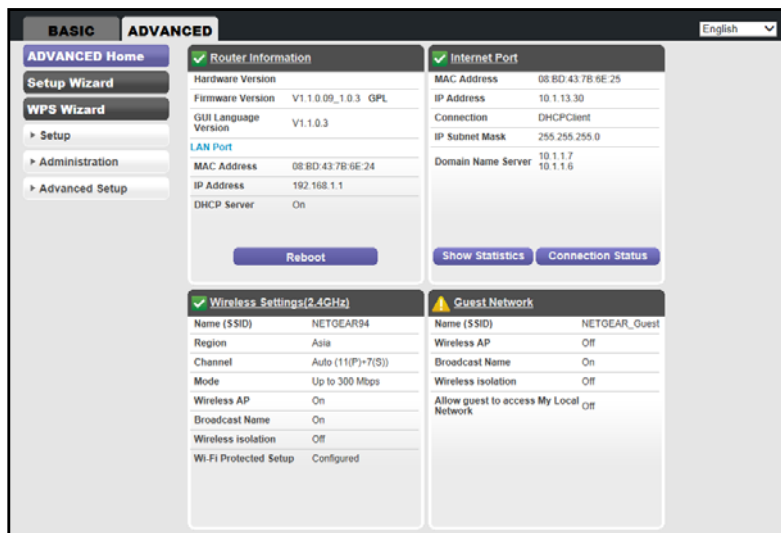 BASIC ADVANCED
English
ADVANCED Home
Setup Wizard
WPS Wizard
Setup
Administration
Advanced Setup
Router Information
Hardware Version
Firmware Version V1.1.0.09_1.0.3 GPL
GUI Language
Version V1.1.0.3
LAN Port
MAC Address 08:BD:43:7B:6E:24
IP Address 192.168.1.1
DHCP Server On
Reboot
Internet Port
MAC Address 08:BD:43:7B:6E:25
IP Address 10.1.13.30
Connection DHCPClient
IP Subnet Mask 255.255.255.0
Domain Name Server 10.1.1.7
10.1.1.6
Show Statistics Connection Status
Wireless Settings(2.4GHz)
Name (SSID) NETGEAR94
Region Asia
Channel Auto (11(P)+7(S))
Mode Up to 300 Mbps
Wireless AP On
Broadcast Name On
Wireless isolation Off
Wi-Fi Protected Setup Configured
Guest Network
Name (SSID) NETGEAR_Guest
Wireless AP Off
Broadcast Name On
Wireless isolation Off
Allow guest to access My Local
Network Off